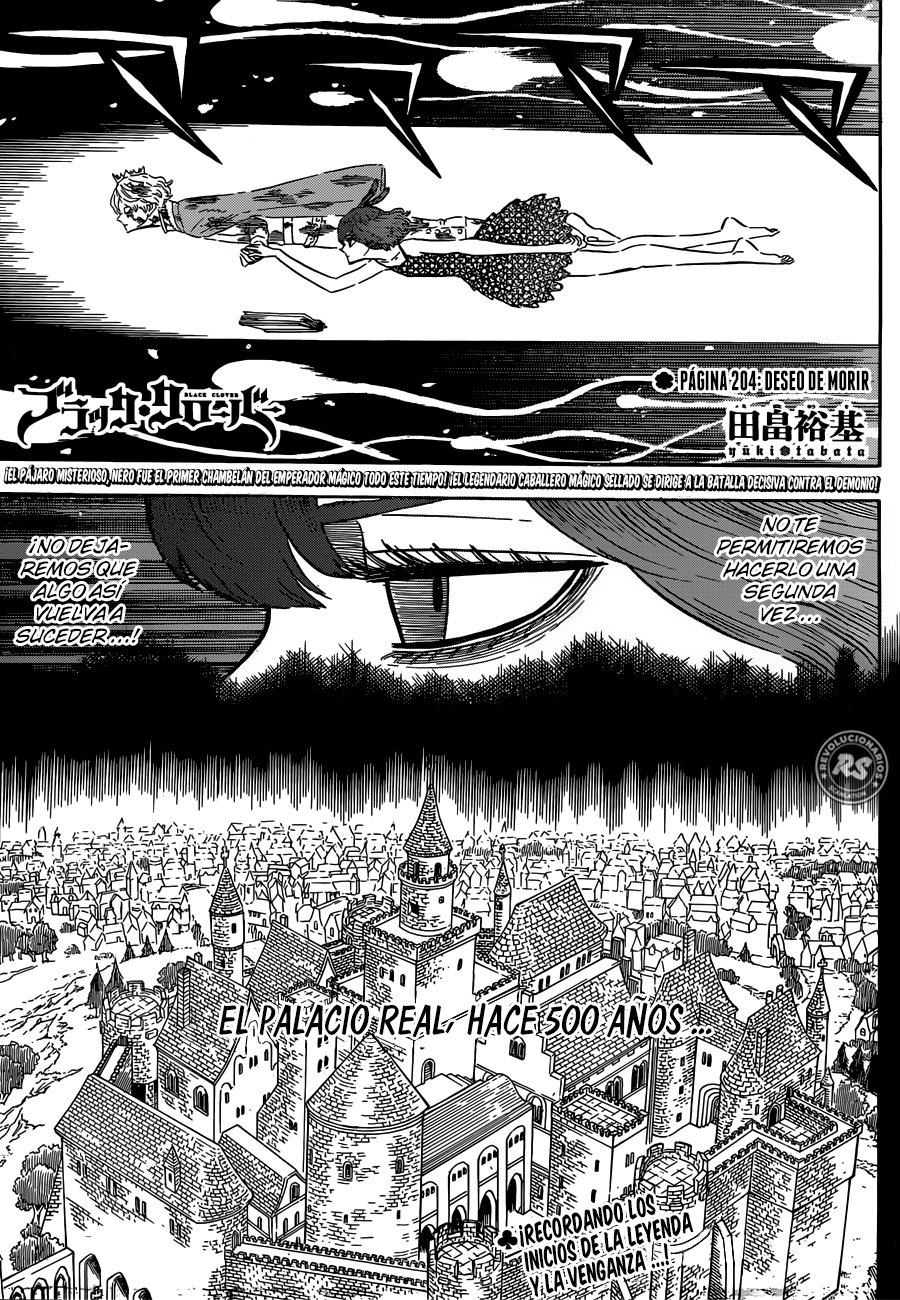 PÁGINA 204: DESEO DE MORIR
ブラック・クローバー
BLACK CLOVER
田畠裕基
yūki tabata
¡EL PÁJARO MISTERIOSO, NERO FUE EL PRIMER CHAMBELÁN DEL EMPERADOR MÁGICO TODO ESTE TIEMPO! ¡EL LEGENDARIO CABALLERO MÁGICO SELLADO SE DIRIGE A LA BATALLA DECISIVA CONTRA EL DEMONIO!
NO TE
PERMITIREMOS
HACERLO UNA
SEGUNDA
VEZ...
¡NO DEJA-
REMOS QUE
ALGO ASÍ
VUELVA A
SUCEDER...!
REVOLUCIONARIOS
RS
EL PALACIO REAL, HACE 500 AÑOS ...
¡RECORDANDO LOS
INICIOS DE LA LEYENDA
Y LA VENGANZA ...!